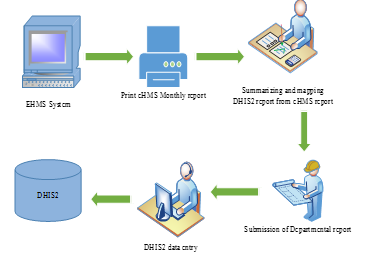 EHMS System
Print eHMS Monthly report
Summarizing and mapping
DHIS2 report from eHMS report
DHIS2
DHIS2 data entry
Submission of Departmental report